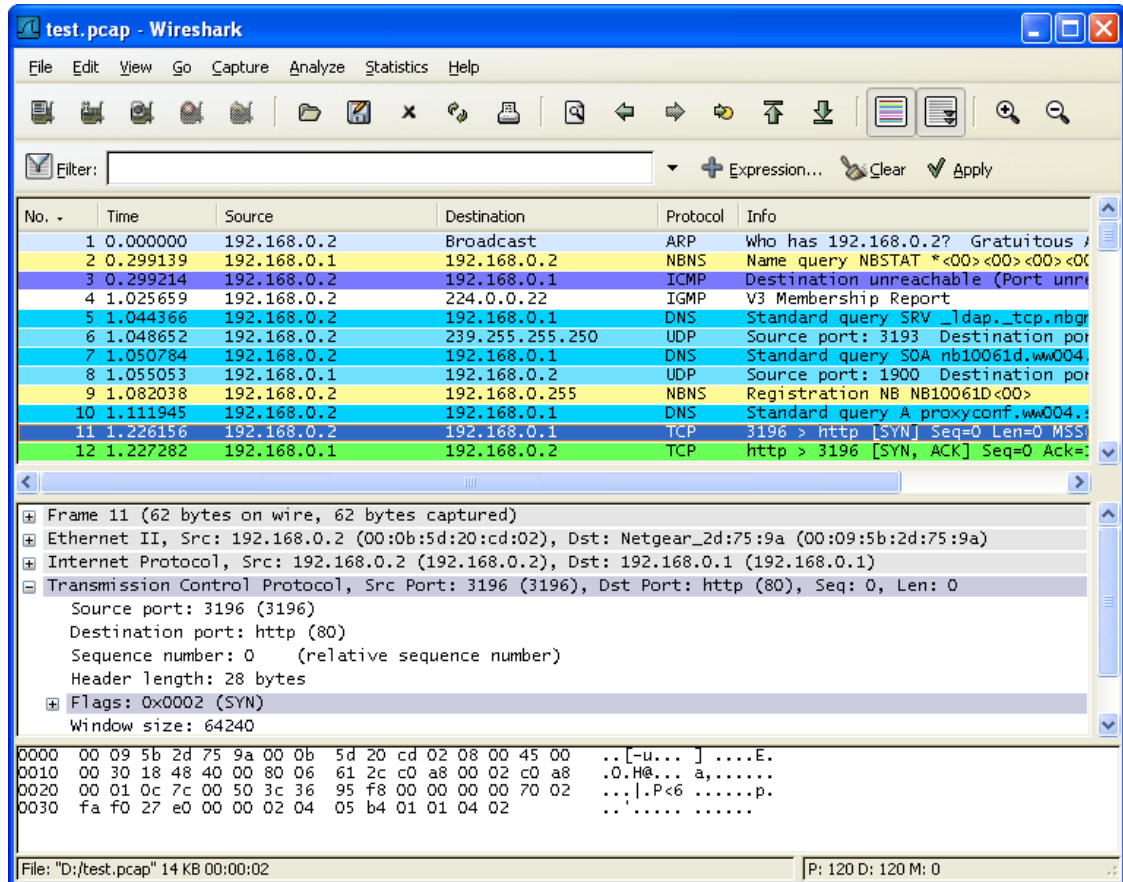 test.pcap - Wireshark
File Edit View Go Capture Analyze Statistics Help
Filter: Expression... Clear Apply
No. Time Source Destination Protocol Info
1 0.000000 192.168.0.2 Broadcast ARP Who has 192.168.0.2? Gratuitous
2 0.299139 192.168.0.1 192.168.0.2 NBNS Name query NBSTAT *<00><00><00><00
3 0.299214 192.168.0.2 192.168.0.1 ICMP Destination unreachable (Port unre
4 1.025659 192.168.0.2 224.0.0.22 IGMP V3 Membership Report
5 1.044366 192.168.0.2 192.168.0.1 DNS Standard query SRV _ldap._tcp.nbgr
6 1.048652 192.168.0.2 239.255.255.250 UDP Source port: 3193 Destination por
7 1.050784 192.168.0.2 192.168.0.1 DNS Standard query SOA nb10061d.ww004.
8 1.055053 192.168.0.1 192.168.0.2 UDP Source port: 1900 Destination por
9 1.082038 192.168.0.2 192.168.0.255 NBNS Registration NB NB10061D<00>
10 1.111945 192.168.0.2 192.168.0.1 DNS Standard query A proxyconf.ww004.s
11 1.226156 192.168.0.2 192.168.0.1 TCP 3196 > http [SYN] Seq=0 Len=0 MSS=
12 1.227282 192.168.0.1 192.168.0.2 TCP http > 3196 [SYN, ACK] Seq=0 Ack=1
Frame 11 (62 bytes on wire, 62 bytes captured)
Ethernet II, Src: 192.168.0.2 (00:0b:5d:20:cd:02), Dst: Netgear_2d:75:9a (00:09:5b:2d:75:9a)
Internet Protocol, Src: 192.168.0.2 (192.168.0.2), Dst: 192.168.0.1 (192.168.0.1)
Transmission Control Protocol, Src Port: 3196 (3196), Dst Port: http (80), Seq: 0, Len: 0
Source port: 3196 (3196)
Destination port: http (80)
Sequence number: 0 (relative sequence number)
Header length: 28 bytes
Flags: 0x0002 (SYN)
Window size: 64240
0000 00 09 5b 2d 75 9a 00 0b 5d 20 cd 02 08 00 45 00 ..[-u... ] ....E.
0010 00 30 18 48 40 00 80 06 61 2c c0 a8 00 02 c0 a8 .0.H@... a,......
0020 00 01 0c 7c 00 50 3c 36 95 f8 00 00 00 00 70 02 ...|.P<6 ......p.
0030 fa f0 27 e0 00 00 02 04 05 b4 01 01 04 02 ..'..... ......
File: "D:/test.pcap" 14 KB 00:00:02 P: 120 D: 120 M: 0